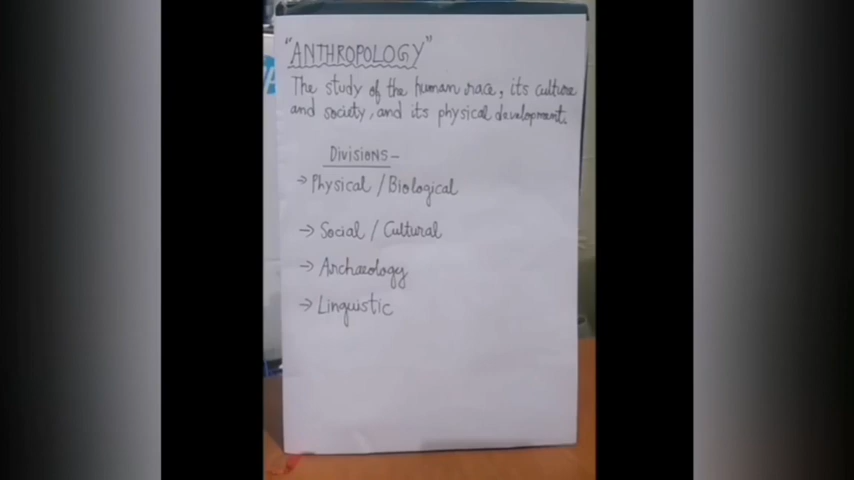 "ANTHROPOLOGY"
The study of the human race, its culture
and society, and its physical development.
Divisions-
→ Physical / Biological
→ Social / Cultural
→ Archaeology
→ Linguistic